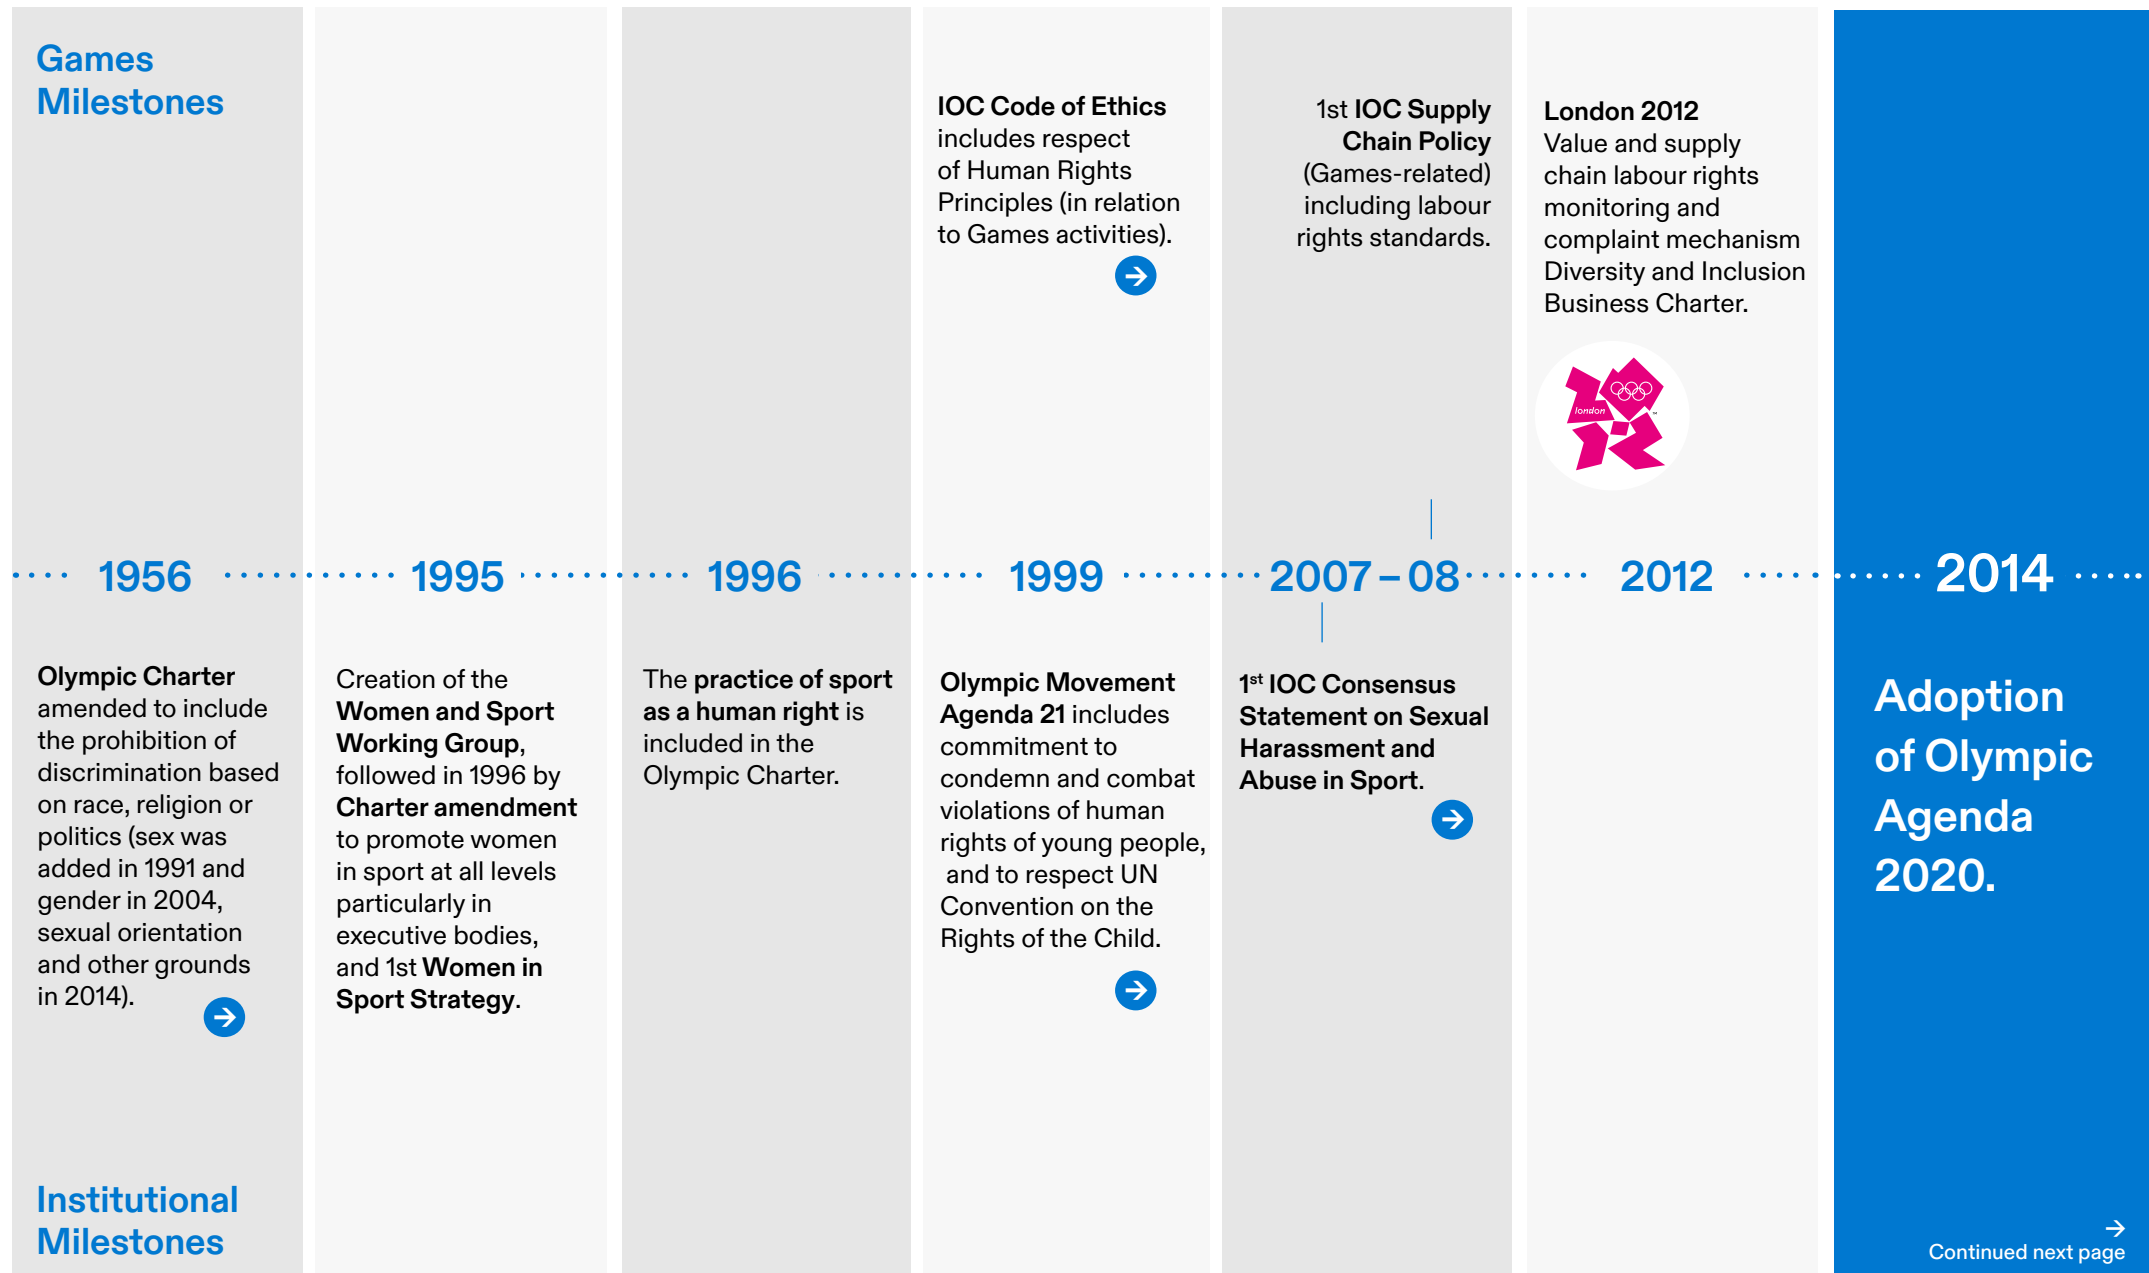 Games
Milestones
IOC Code of Ethics
includes respect
of Human Rights
Principles (in relation
to Games activities).
1st IOC Supply
Chain Policy
(Games-related)
including labour
rights standards.
London 2012
Value and supply
chain labour rights
monitoring and
complaint mechanism
Diversity and Inclusion
Business Charter.
london
™
1956
1995
1996
1999
2007 – 08
2012
2014
Olympic Charter
amended to include
the prohibition of
discrimination based
on race, religion or
politics (sex was
added in 1991 and
gender in 2004,
sexual orientation
and other grounds
in 2014).
Creation of the
Women and Sport
Working Group,
followed in 1996 by
Charter amendment
to promote women
in sport at all levels
particularly in
executive bodies,
and 1st Women in
Sport Strategy.
The practice of sport
as a human right is
included in the
Olympic Charter.
Olympic Movement
Agenda 21 includes
commitment to
condemn and combat
violations of human
rights of young people,
and to respect UN
Convention on the
Rights of the Child.
1st IOC Consensus
Statement on Sexual
Harassment and
Abuse in Sport.
Adoption
of Olympic
Agenda
2020.
Institutional
Milestones
Continued next page